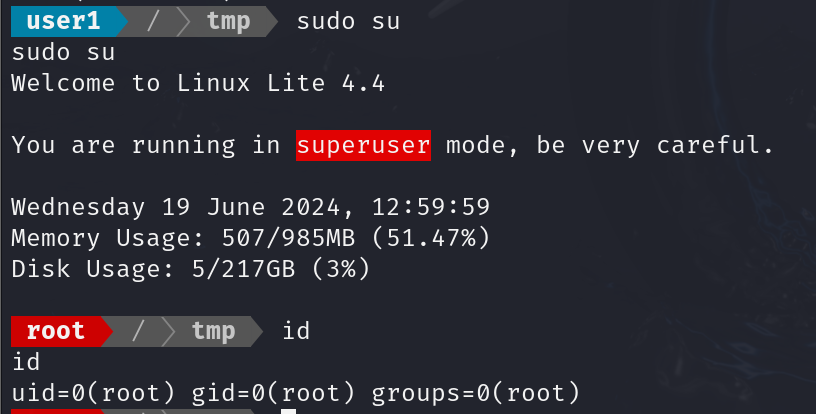 user1 / tmp sudo su
sudo su
Welcome to Linux Lite 4.4
You are running in superuser mode, be very careful.
Wednesday 19 June 2024, 12:59:59
Memory Usage: 507/985MB (51.47%)
Disk Usage: 5/217GB (3%)
root / tmp id
id
uid=0(root) gid=0(root) groups=0(root)